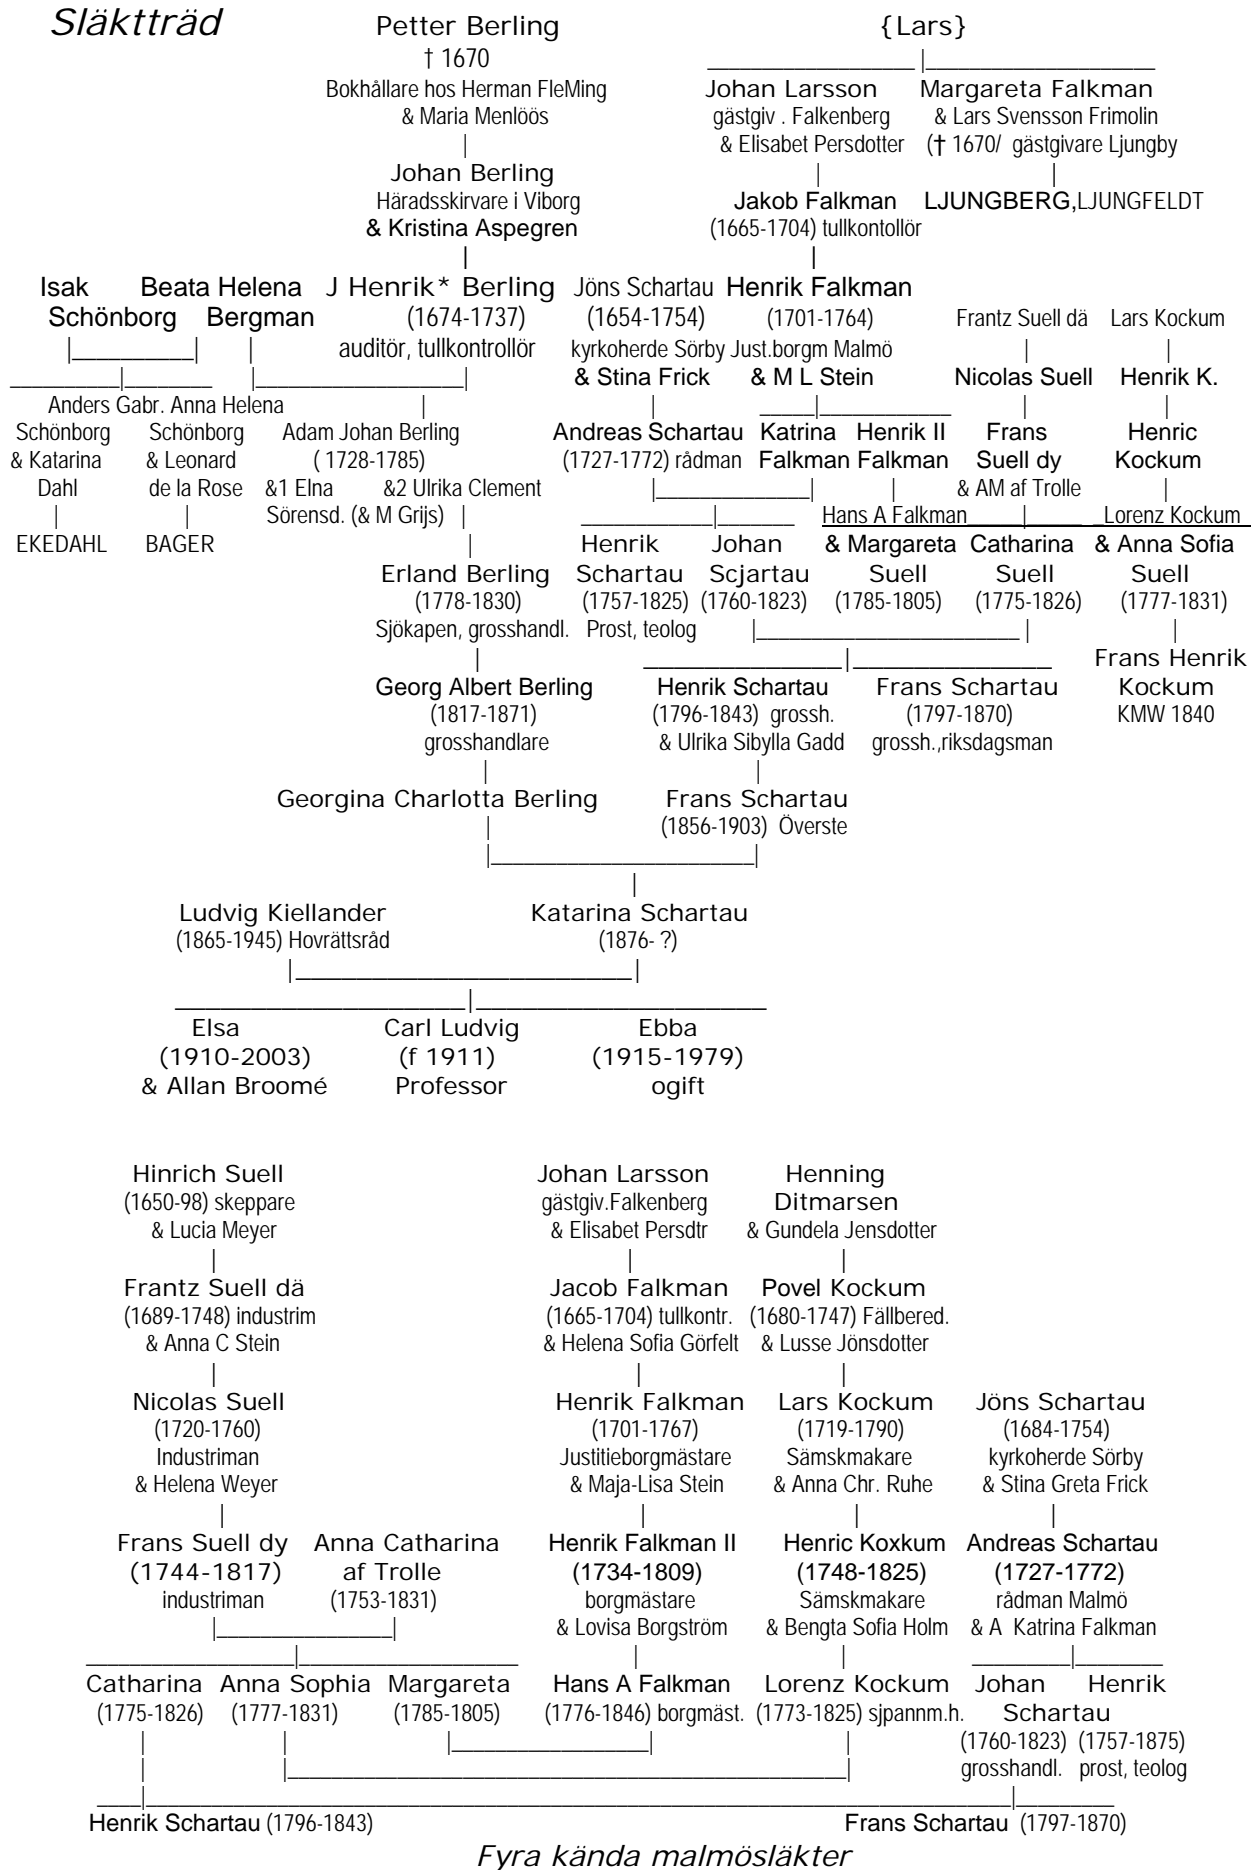 Släktträd
Petter Berling {Lars}
† 1670
Bokhållare hos Herman FleMing Johan Larsson Margareta Falkman
& Maria Menlöös gästgiv . Falkenberg & Lars Svensson Frimolin
& Elisabet Persdotter († 1670/ gästgivare Ljungby
Johan Berling
Häradsskirvare i Viborg Jakob Falkman LJUNGBERG,LJUNGFELDT
& Kristina Aspegren (1665-1704) tullkontollör
Isak Beata Helena J Henrik* Berling Jöns Schartau Henrik Falkman
Schönborg Bergman (1674-1737) (1654-1754) (1701-1764) Frantz Suell dä Lars Kockum
auditör, tullkontrollör kyrkoherde Sörby Just.borgm Malmö
& Stina Frick & M L Stein Nicolas Suell Henrik K.
Anders Gabr. Anna Helena
Schönborg Schönborg Adam Johan Berling Andreas Schartau Katrina Henrik II Frans Henric
& Katarina & Leonard ( 1728-1785) (1727-1772) rådman Falkman Falkman Suell dy Kockum
Dahl de la Rose &1 Elna &2 Ulrika Clement & AM af Trolle
Sörensd. (& M Grijs) Hans A Falkman Lorenz Kockum
EKEDAHL BAGER Henrik Johan & Margareta Catharina & Anna Sofia
Erland Berling Schartau Scjartau Suell Suell Suell
(1778-1830) (1757-1825) (1760-1823) (1785-1805) (1775-1826) (1777-1831)
Sjökapen, grosshandl. Prost, teolog
Frans Henrik
Georg Albert Berling Henrik Schartau Frans Schartau Kockum
(1817-1871) (1796-1843) grossh. (1797-1870) KMW 1840
grosshandlare & Ulrika Sibylla Gadd grossh.,riksdagsman
Georgina Charlotta Berling Frans Schartau
(1856-1903) Överste
Ludvig Kiellander Katarina Schartau
(1865-1945) Hovrättsråd (1876- ?)
Elsa Carl Ludvig Ebba
(1910-2003) (f 1911) (1915-1979)
& Allan Broomé Professor ogift
Hinrich Suell Johan Larsson Henning
(1650-98) skeppare gästgiv.Falkenberg Ditmarsen
& Lucia Meyer & Elisabet Persdtr & Gundela Jensdotter
Frantz Suell dä Jacob Falkman Povel Kockum
(1689-1748) industrim (1665-1704) tullkontr. (1680-1747) Fällbered.
& Anna C Stein & Helena Sofia Görfelt & Lusse Jönsdotter
Nicolas Suell Henrik Falkman Lars Kockum Jöns Schartau
(1720-1760) (1701-1767) (1719-1790) (1684-1754)
Industriman Justitieborgmästare Sämskmakare kyrkoherde Sörby
& Helena Weyer & Maja-Lisa Stein & Anna Chr. Ruhe & Stina Greta Frick
Frans Suell dy Anna Catharina Henrik Falkman II Henric Koxkum Andreas Schartau
(1744-1817) af Trolle (1734-1809) (1748-1825) (1727-1772)
industriman (1753-1831) borgmästare Sämskmakare rådman Malmö
& Lovisa Borgström & Bengta Sofia Holm & A Katrina Falkman
Catharina Anna Sophia Margareta Hans A Falkman Lorenz Kockum Johan Henrik
(1775-1826) (1777-1831) (1785-1805) (1776-1846) borgmäst. (1773-1825) sjpannm.h. Schartau
(1760-1823) (1757-1875)
grosshandl. prost, teolog
Henrik Schartau (1796-1843) Frans Schartau (1797-1870)
Fyra kända malmösläkter